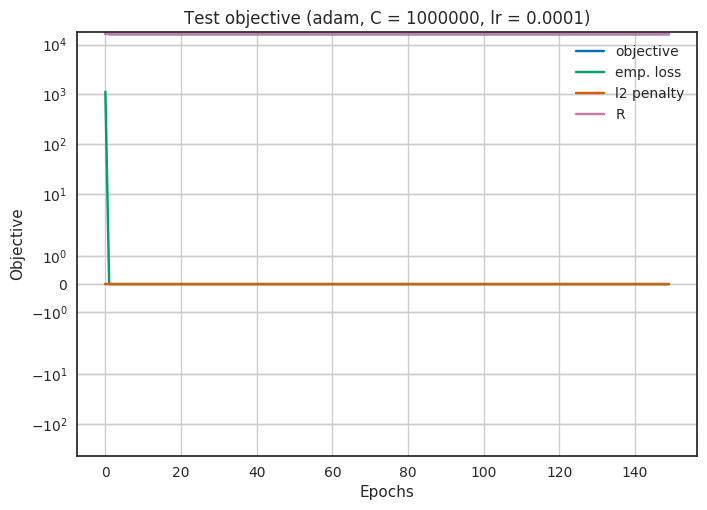 Test objective (adam, C = 1000000, lr = 0.0001)
objective
emp. loss
l2 penalty
R
Objective
10⁴
10³
10²
10¹
10⁰
0
−10⁰
−10¹
−10²
0 20 40 60 80 100 120 140
Epochs